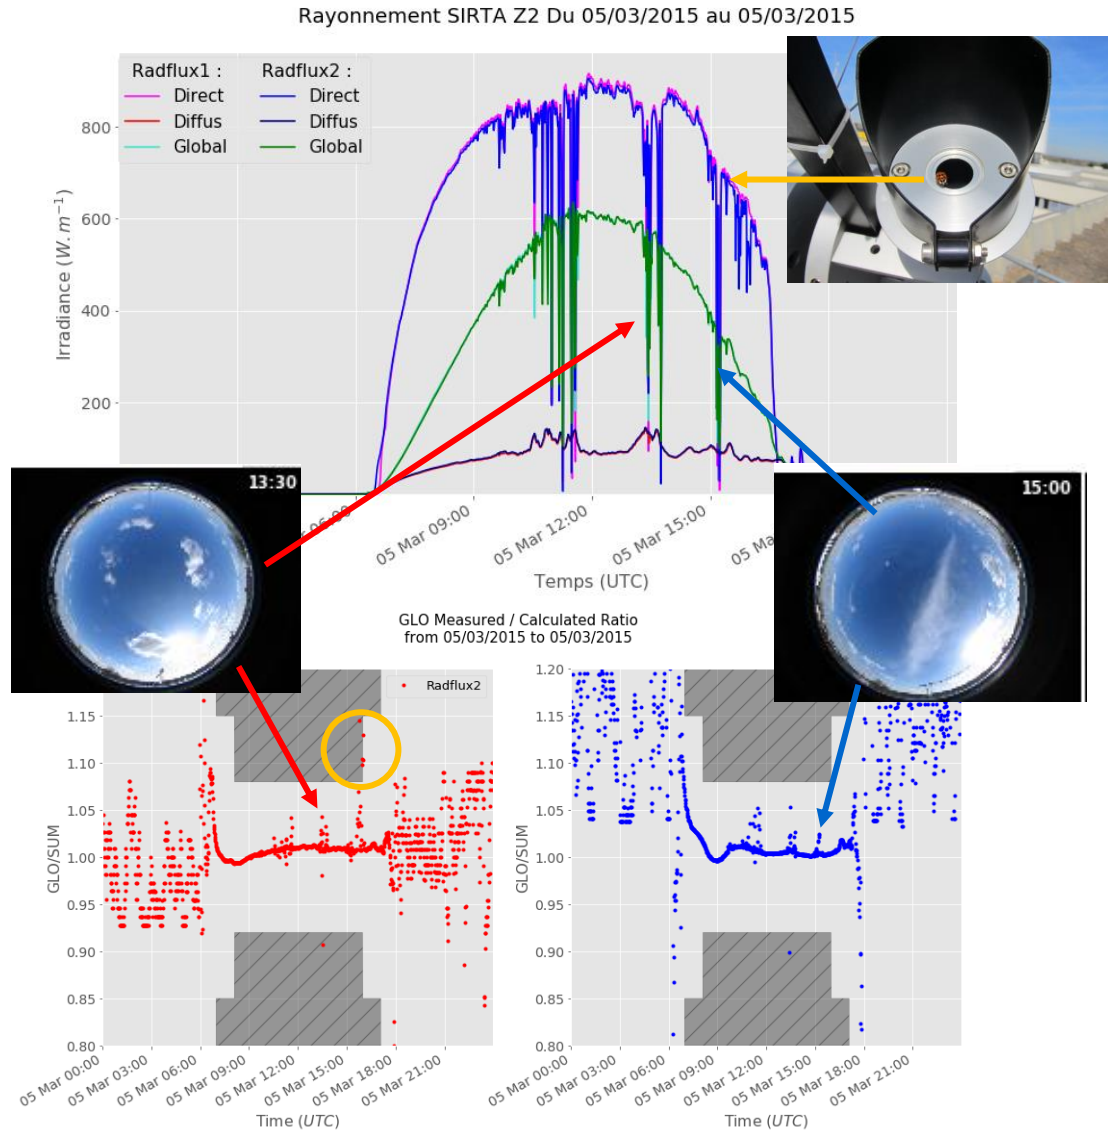 Rayonnement SIRTA Z2 Du 05/03/2015 au 05/03/2015
Radflux1 : Radflux2 :
Direct Direct
Diffus Diffus
Global Global
800
600
400
200
Irradiance (W.m⁻¹)
05 Mar 09:00
05 Mar 12:00
05 Mar 15:00
Temps (UTC)
13:30
15:00
GLO Measured / Calculated Ratio
from 05/03/2015 to 05/03/2015
Radflux2
1.15
1.10
1.05
1.00
0.95
0.90
0.85
0.80
GLO/SUM
05 Mar 00:00
05 Mar 03:00
05 Mar 06:00
05 Mar 09:00
05 Mar 12:00
05 Mar 15:00
05 Mar 18:00
05 Mar 21:00
Time (UTC)
1.20
1.15
1.10
1.05
1.00
0.95
0.90
0.85
0.80
GLO/SUM
05 Mar 00:00
05 Mar 03:00
05 Mar 06:00
05 Mar 09:00
05 Mar 12:00
05 Mar 15:00
05 Mar 18:00
05 Mar 21:00
Time (UTC)